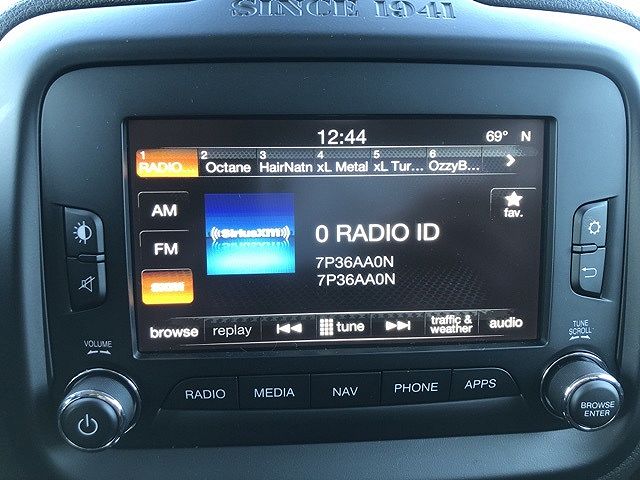 SINCE 1941
12:44 69° N
1 RADIO... 2 Octane 3 HairNatn 4 xL Metal 5 xL Tur... 6 OzzyB...
AM
FM
SXM
((SiriusXM))
fav.
0 RADIO ID
7P36AA0N
7P36AA0N
browse replay tune traffic & weather audio
VOLUME
TUNE
SCROLL
RADIO MEDIA NAV PHONE APPS
BROWSE
ENTER